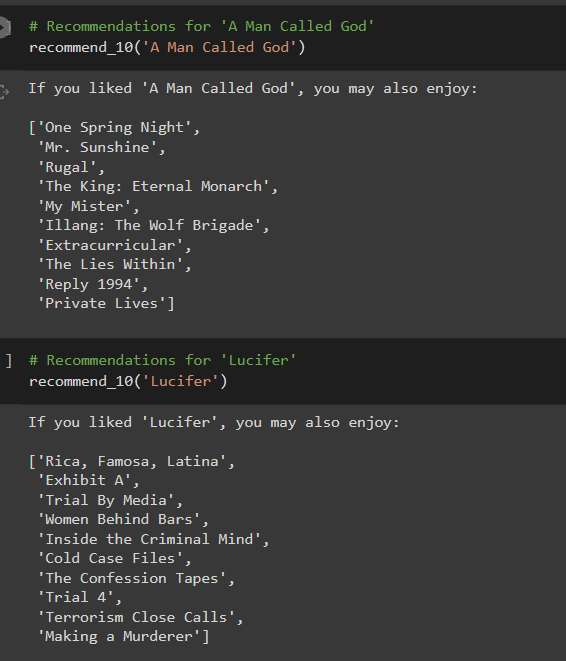 # Recommendations for 'A Man Called God'
recommend_10('A Man Called God')
If you liked 'A Man Called God', you may also enjoy:
['One Spring Night',
'Mr. Sunshine',
'Rugal',
'The King: Eternal Monarch',
'My Mister',
'Illang: The Wolf Brigade',
'Extracurricular',
'The Lies Within',
'Reply 1994',
'Private Lives']
] # Recommendations for 'Lucifer'
recommend_10('Lucifer')
If you liked 'Lucifer', you may also enjoy:
['Rica, Famosa, Latina',
'Exhibit A',
'Trial By Media',
'Women Behind Bars',
'Inside the Criminal Mind',
'Cold Case Files',
'The Confession Tapes',
'Trial 4',
'Terrorism Close Calls',
'Making a Murderer']